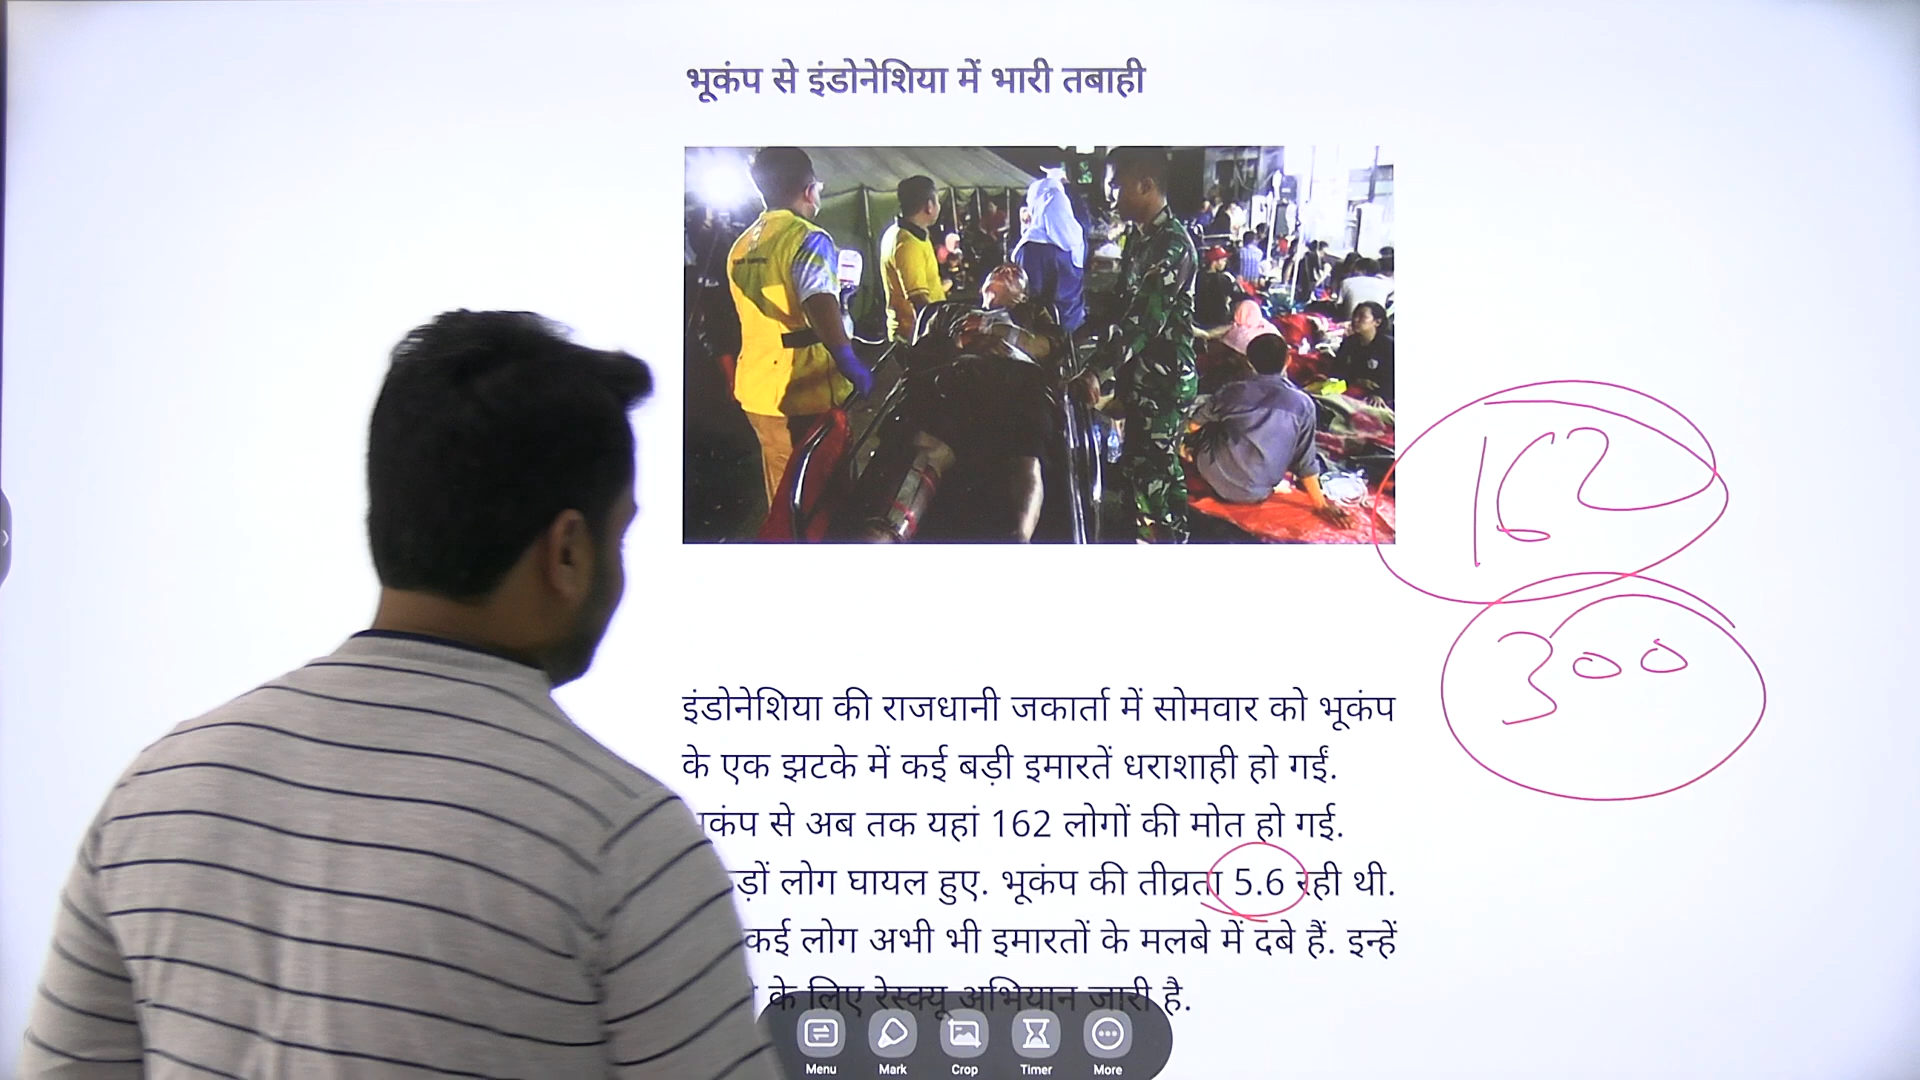 भूकंप से इंडोनेशिया में भारी तबाही
162
300
इंडोनेशिया की राजधानी जकार्ता में सोमवार को भूकंप
के एक झटके में कई बड़ी इमारतें धराशाही हो गईं.
से अब तक यहां 162 लोगों की मोत हो गई.
लोग घायल हुए. भूकंप की तीव्रता 5.6 रही थी.
कई लोग अभी भी इमारतों के मलबे में दबे हैं. इन्हें
के लिए रेस्क्यू अभियान जारी है.
Menu Mark Crop Timer More